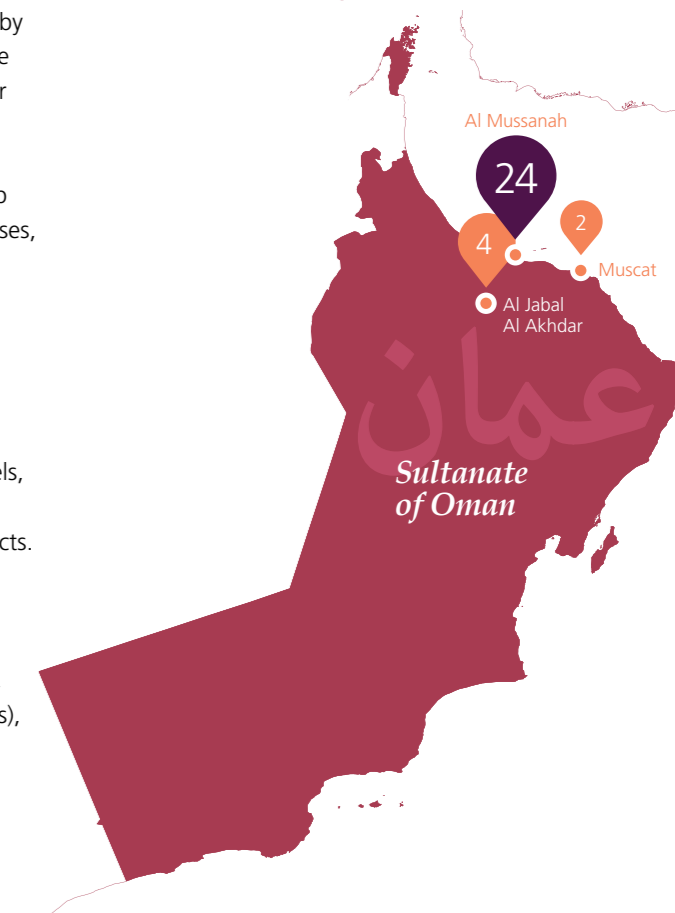 by
ses,
els,
cts.
s),
Al Mussanah
24
2
4
Muscat
Al Jabal
Al Akhdar
عمان
Sultanate
of Oman